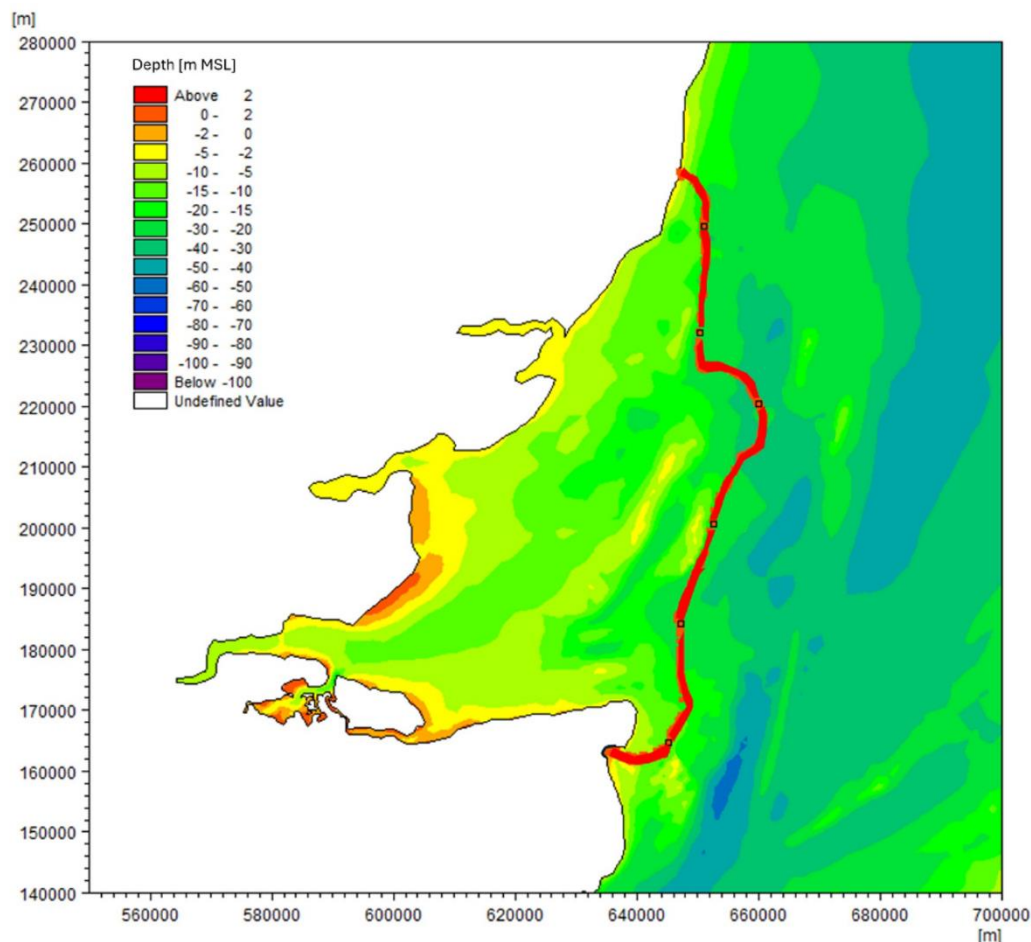 [m]
280000
270000
260000
250000
240000
230000
220000
210000
200000
190000
180000
170000
160000
150000
140000
Depth [m MSL]
Above 2
0 - 2
-2 - 0
-5 - -2
-10 - -5
-15 - -10
-20 - -15
-30 - -20
-40 - -30
-50 - -40
-60 - -50
-70 - -60
-80 - -70
-90 - -80
-100 - -90
Below -100
Undefined Value
560000 580000 600000 620000 640000 660000 680000 700000
[m]